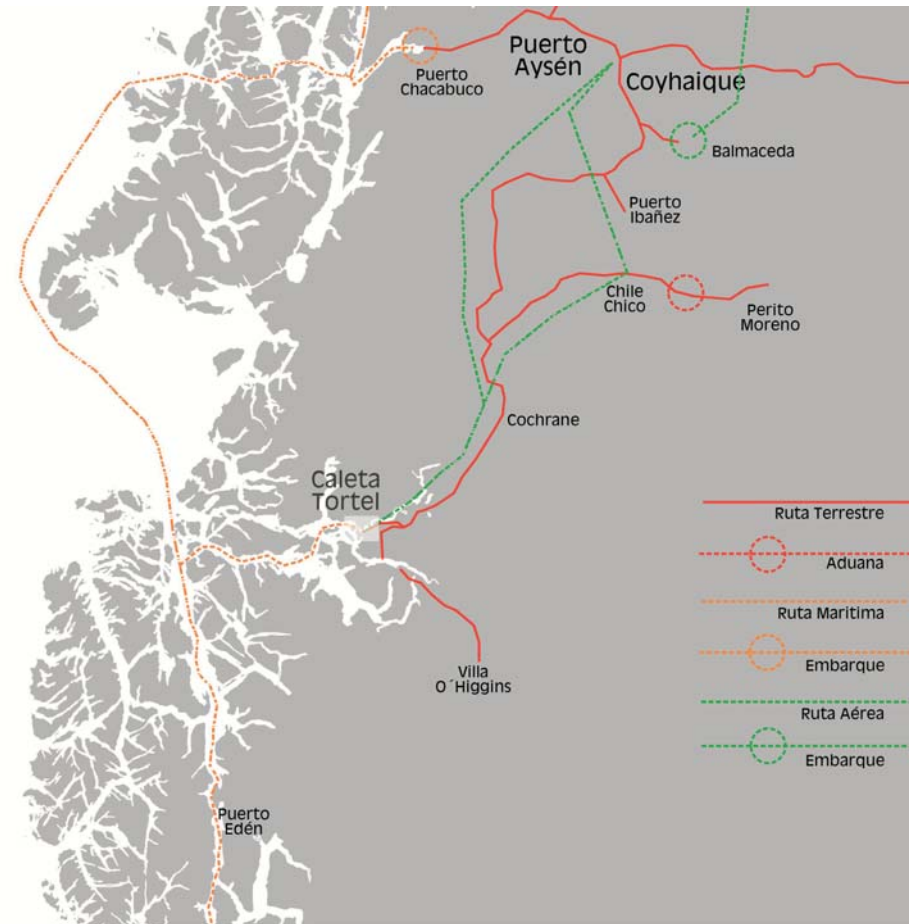 Puerto
Aysén
Puerto
Chacabuco
Coyhaique
Balmaceda
Puerto
Ibañez
Chile
Chico
Perito
Moreno
Cochrane
Caleta
Tortel
Ruta Terrestre
Aduana
Ruta Maritima
Embarque
Villa
O´Higgins
Ruta Aérea
Embarque
Puerto
Edén